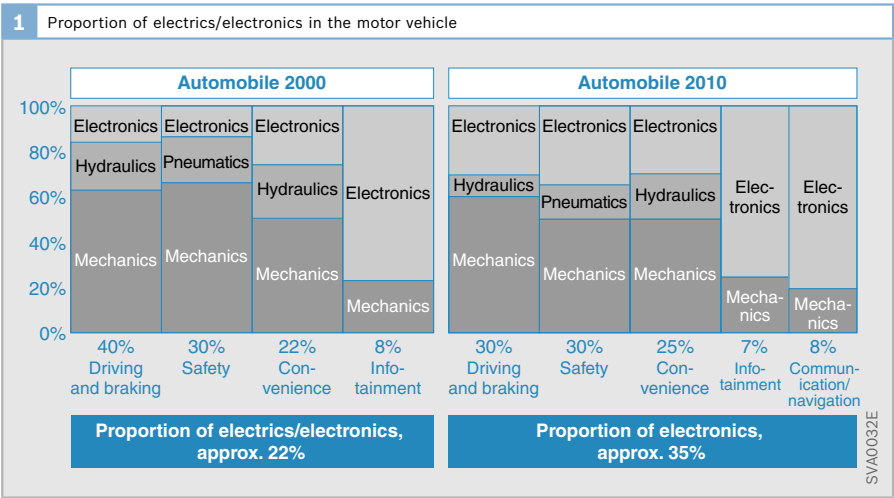 1 Proportion of electrics/electronics in the motor vehicle
Automobile 2000
100%
80%
60%
40%
20%
0%
Electronics
Hydraulics
Mechanics
Electronics
Pneumatics
Mechanics
Electronics
Hydraulics
Mechanics
Electronics
Mechanics
40%
Driving
and braking
30%
Safety
22%
Con-
venience
8%
Info-
tainment
Proportion of electrics/electronics,
approx. 22%
Automobile 2010
Electronics
Hydraulics
Mechanics
Electronics
Pneumatics
Mechanics
Electronics
Hydraulics
Mechanics
Elec-
tronics
Mecha-
nics
Elec-
tronics
Mecha-
nics
30%
Driving
and braking
30%
Safety
25%
Con-
venience
7%
Info-
tainment
8%
Commun-
ication/
navigation
Proportion of electronics,
approx. 35%
SVA0032E